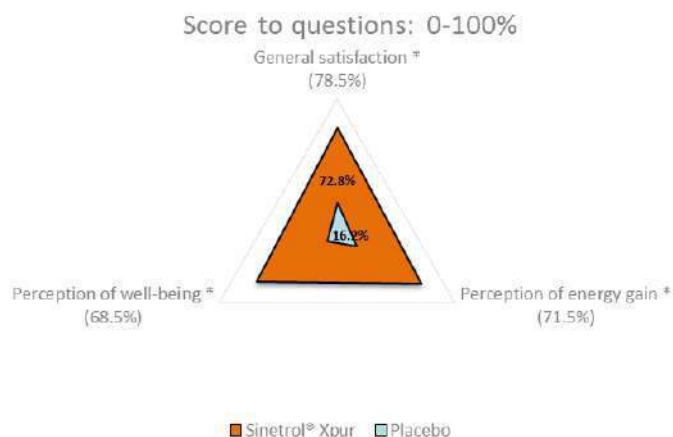 Score to questions: 0-100%
General satisfaction *
(78.5%)
72.8%
16.2%
Perception of well-being *
(68.5%)
Perception of energy gain *
(71.5%)
Sinetrol® Xpur
Placebo